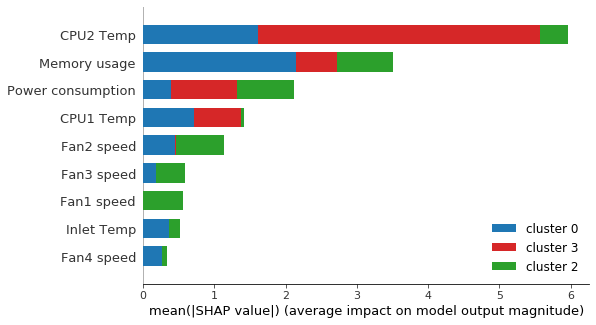 CPU2 Temp
Memory usage
Power consumption
CPU1 Temp
Fan2 speed
Fan3 speed
Fan1 speed
Inlet Temp
Fan4 speed
cluster 0
cluster 3
cluster 2
0 1 2 3 4 5 6
mean(|SHAP value|) (average impact on model output magnitude)